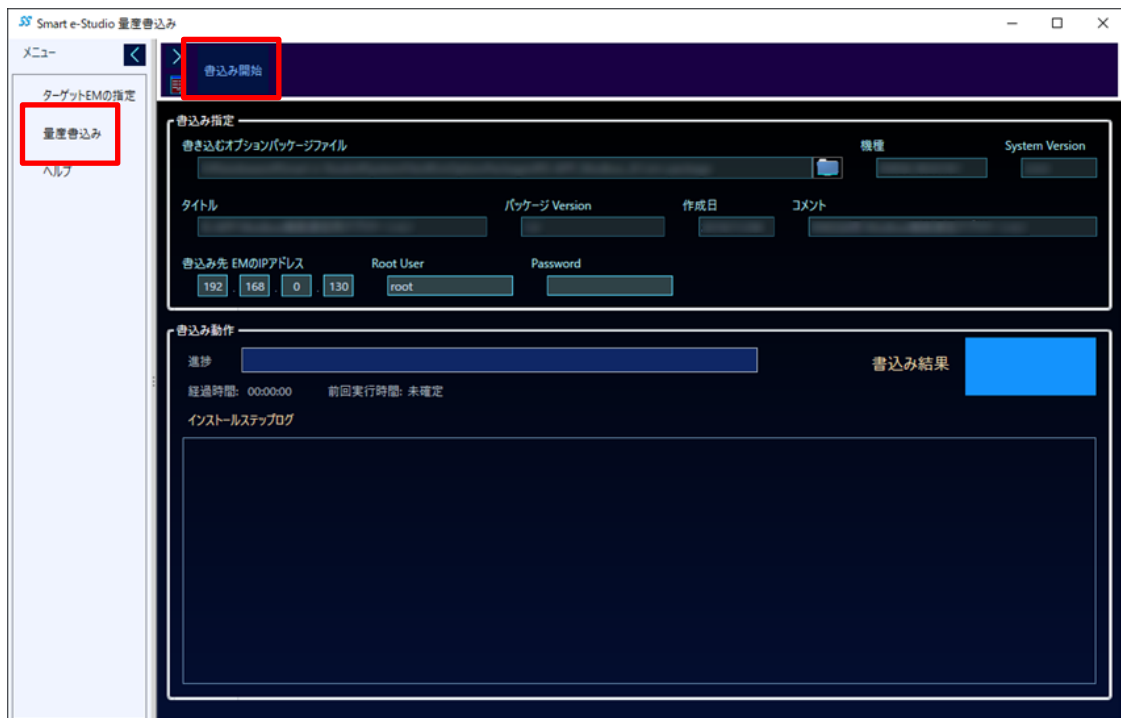 Smart e-Studio 量産書込み
メニュー
ターゲットEMの指定
量産書込み
ヘルプ
書込み開始
書込み指定
書き込むオプションパッケージファイル
機種
System Version
タイトル
パッケージ Version
作成日
コメント
書込み先 EMのIPアドレス
Root User
Password
192 . 168 . 0 . 130
root
書込み動作
進捗
書込み結果
経過時間: 00:00:00
前回実行時間: 未確定
インストールステップログ